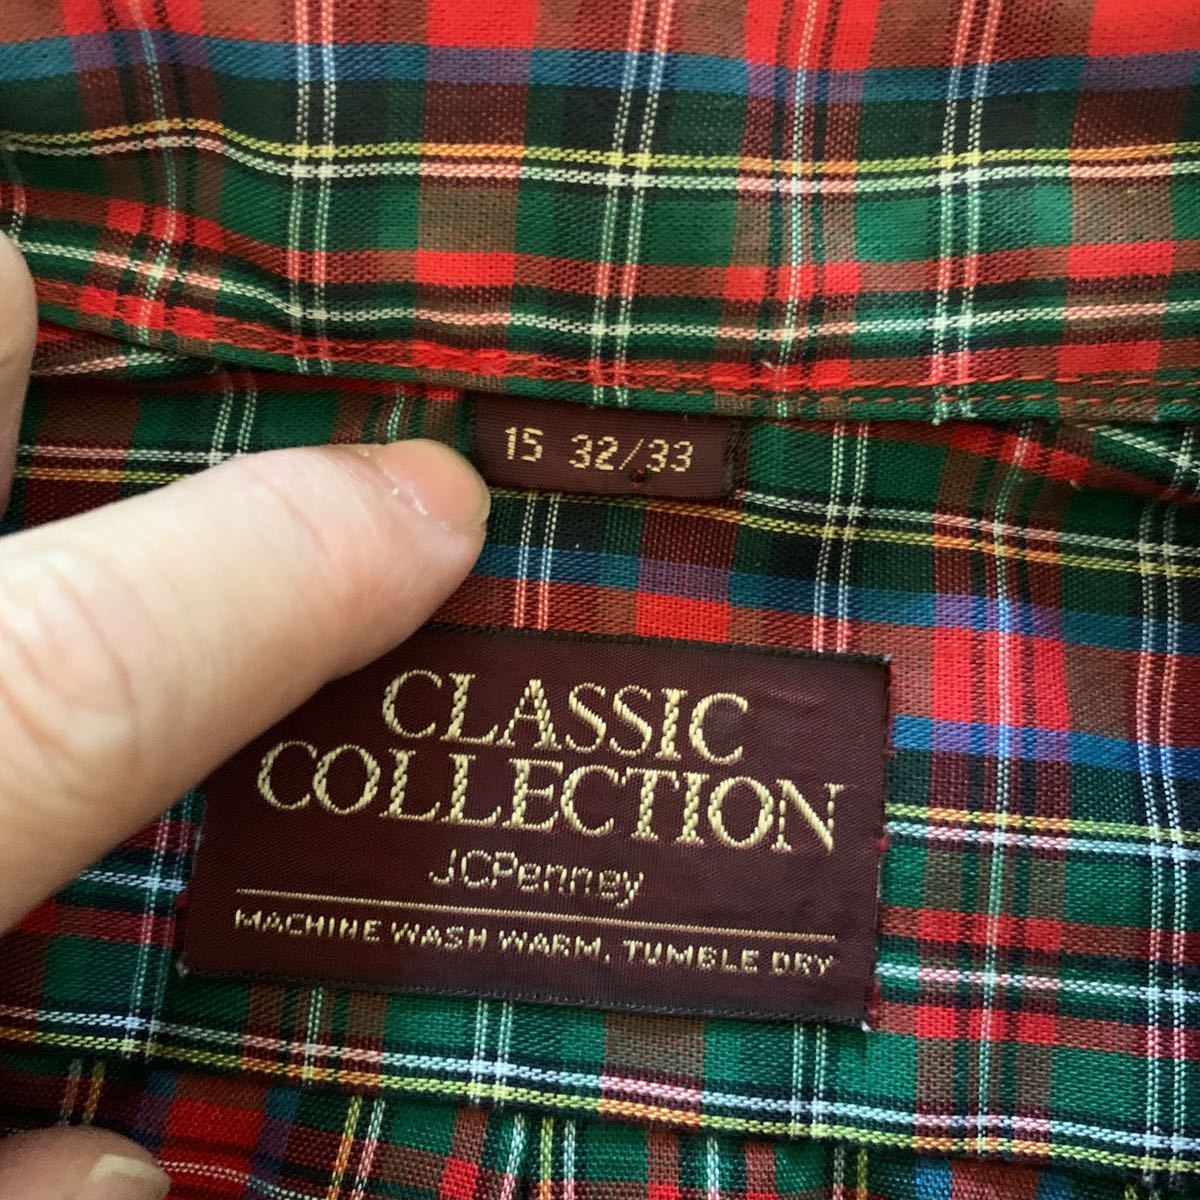 15 32/33
CLASSIC
COLLECTION
JCPenney
MACHINE WASH WARM, TUMBLE DRY